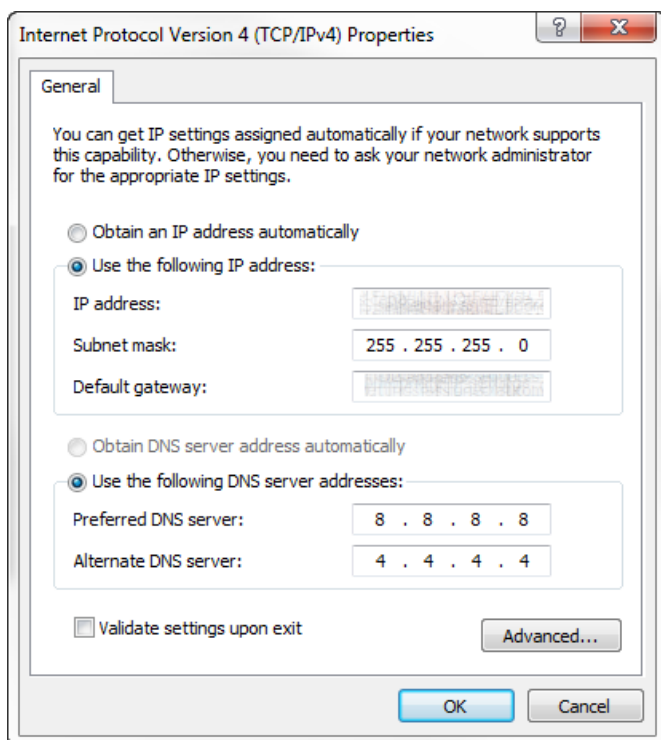 Internet Protocol Version 4 (TCP/IPv4) Properties
?
General
You can get IP settings assigned automatically if your network supports
this capability. Otherwise, you need to ask your network administrator
for the appropriate IP settings.
Obtain an IP address automatically
Use the following IP address:
IP address:
Subnet mask: 255 . 255 . 255 . 0
Default gateway:
Obtain DNS server address automatically
Use the following DNS server addresses:
Preferred DNS server: 8 . 8 . 8 . 8
Alternate DNS server: 4 . 4 . 4 . 4
Validate settings upon exit
Advanced...
OK Cancel